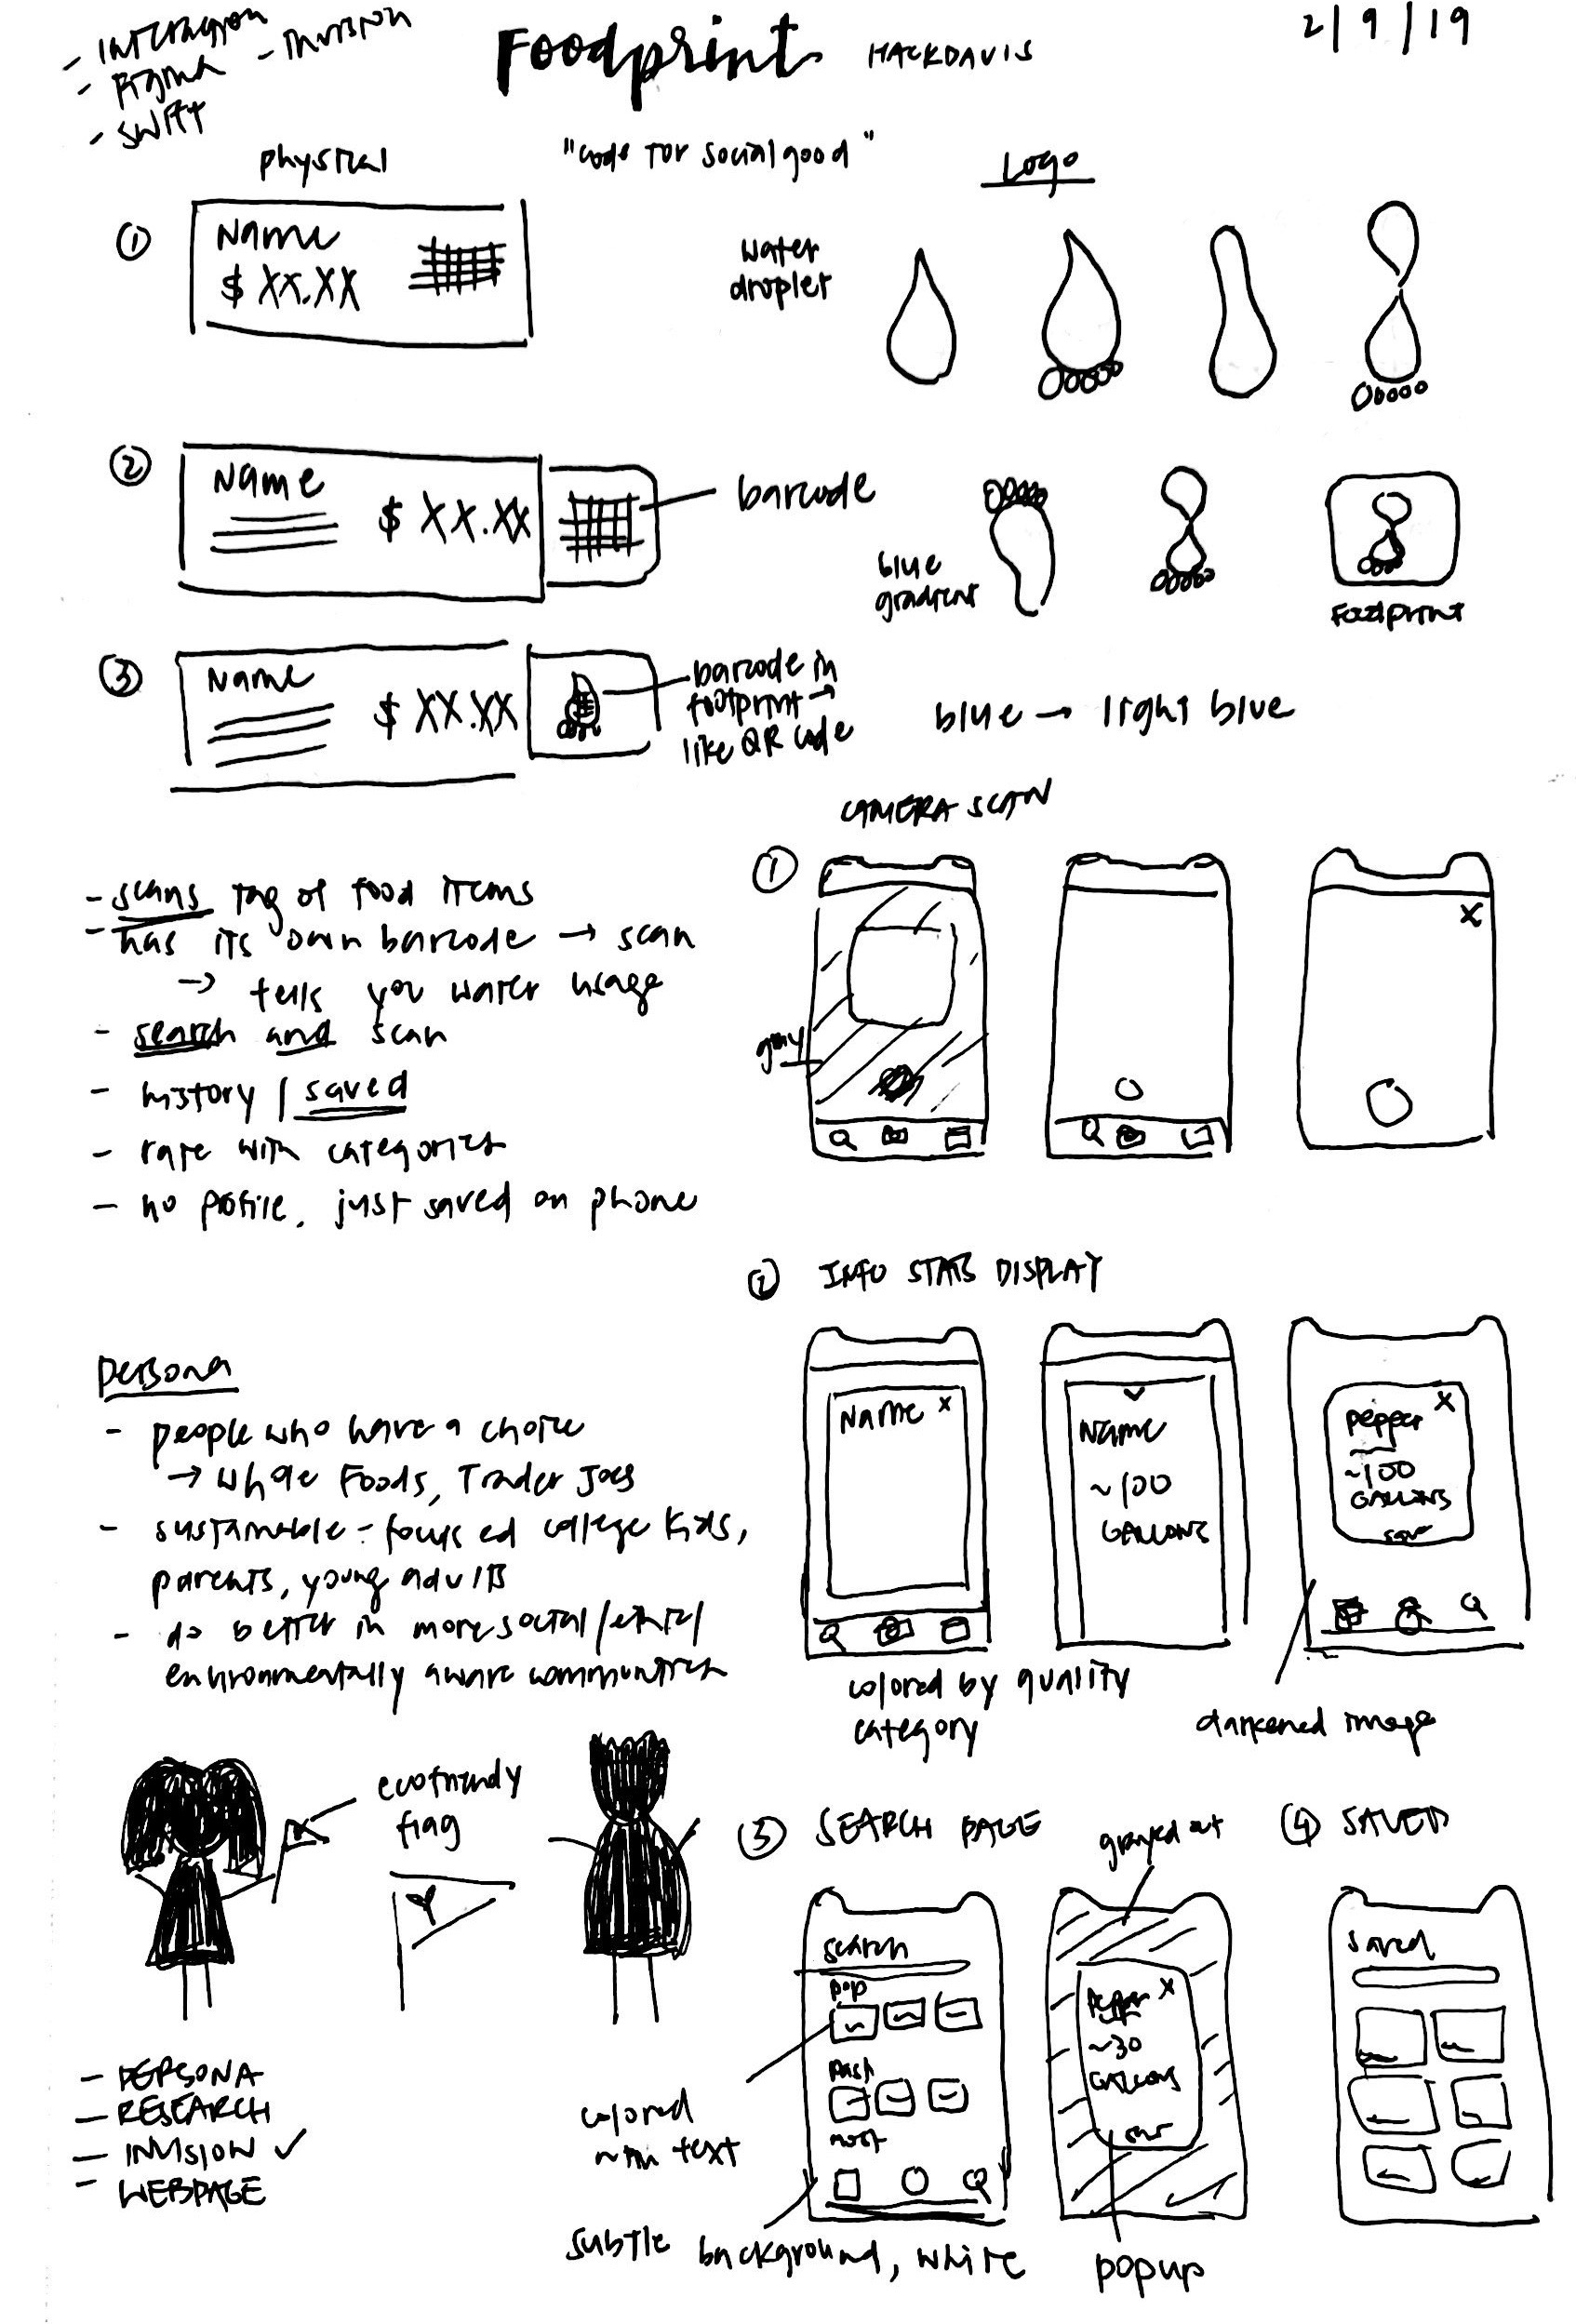 - Interaction
- Figma
- Invision
- Swift
Foodprint
HACKDAVIS
2/9/19
physical
"code for social good"
Logo
①
Name
$ XX.XX
water
droplet
②
Name
$ XX.XX
barcode
blue
gradient
Foodprint
③
Name
$ XX.XX
barcode in
footprint →
like QR code
blue → light blue
CAMERA SCAN
- scans tag of food items
- has its own barcode → scan
→ tells you water usage
- search and scan
- history / saved
- rate with categories
- no profile, just saved on phone
①
gray
X
② INFO STATS DISPLAY
Name X
Name
~100
GALLONS
Pepper X
~100
GALLONS
save
colored by quality
category
darkened image
Persona
- people who have a choice
→ Whole Foods, Trader Joes
- sustainable-focused college kids,
parents, young adults
- do better in more social/ethic/
environmentally aware communities
ecofriendy
flag
③ SEARCH PAGE
grayed out
④ SAVED
search
pop
Past
most
Pepper X
~30
GALLONS
save
Saved
colored
text
subtle background, white
popup
- PERSONA
- RESEARCH
- INVISION ✓
- WEBPAGE